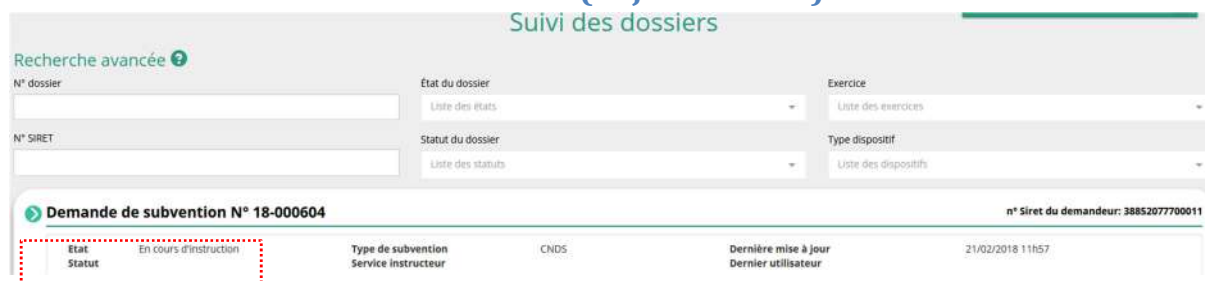 Suivi des dossiers
Recherche avancée ?
N° dossier État du dossier Exercice
Liste des états Liste des exercices
N° SIRET Statut du dossier Type dispositif
Liste des statuts Liste des dispositifs
Demande de subvention N° 18-000604 n° Siret du demandeur: 38852077700011
Etat En cours d'instruction Type de subvention CNDS Dernière mise à jour 21/02/2018 11h57
Statut Service instructeur Dernier utilisateur